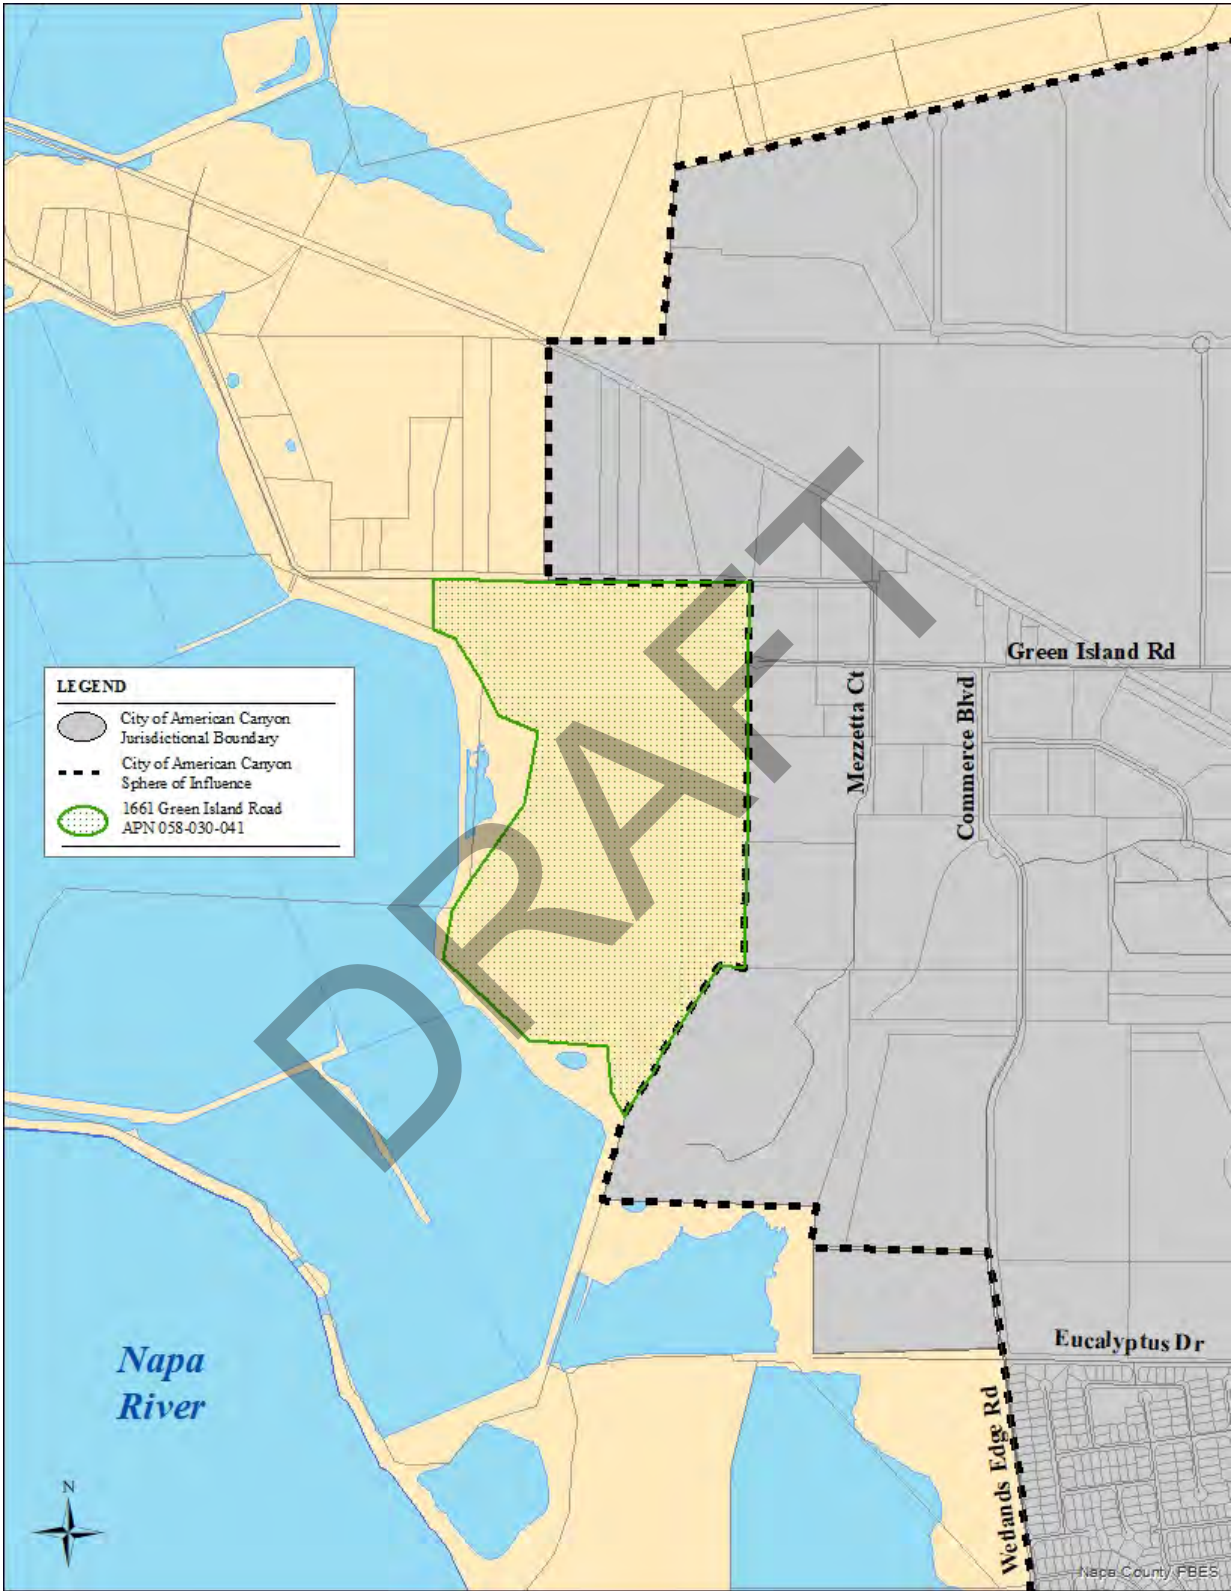 Green Island Rd
Mezzetta Ct
Commerce Blvd
LEGEND
City of American Canyon
Jurisdictional Boundary
City of American Canyon
Sphere of Influence
1661 Green Island Road
APN 058-030-041
DRAFT
Napa
River
Eucalyptus Dr
Wetlands Edge Rd
N
Napa County PBES